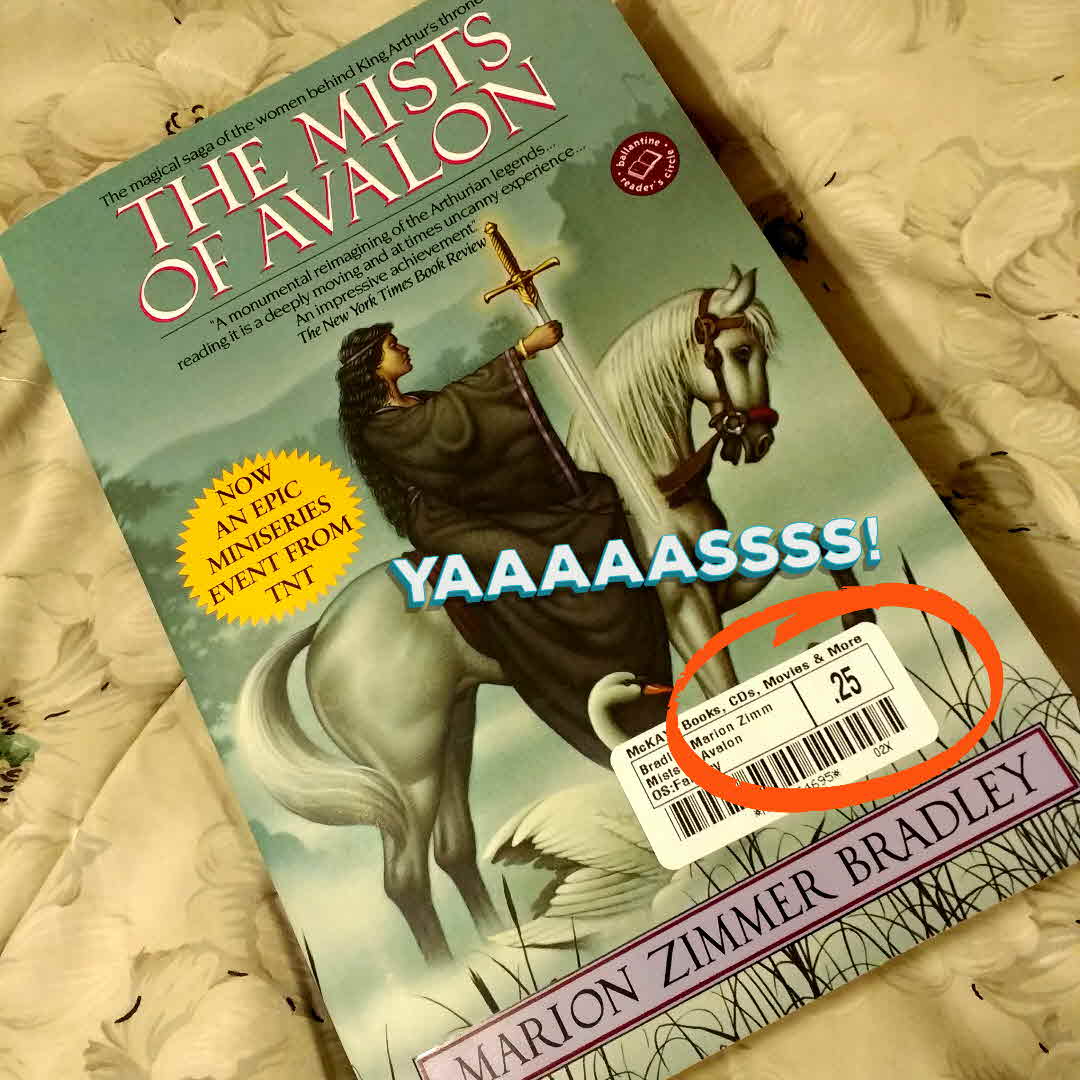 The magical saga of the women behind King Arthur's throne
THE MISTS
OF AVALON
"A monumental reimagining of the Arthurian legends...
reading it is a deeply moving and at times uncanny experience...
An impressive achievement"
The New York Times Book Review
ballantine
reader's circle
NOW
AN EPIC
MINISERIES
EVENT FROM
TNT
YAAAAASSSS!
Books, CDs, Movies & More
Marion Zimm
.25
Avalon
02X
MARION ZIMMER BRADLEY